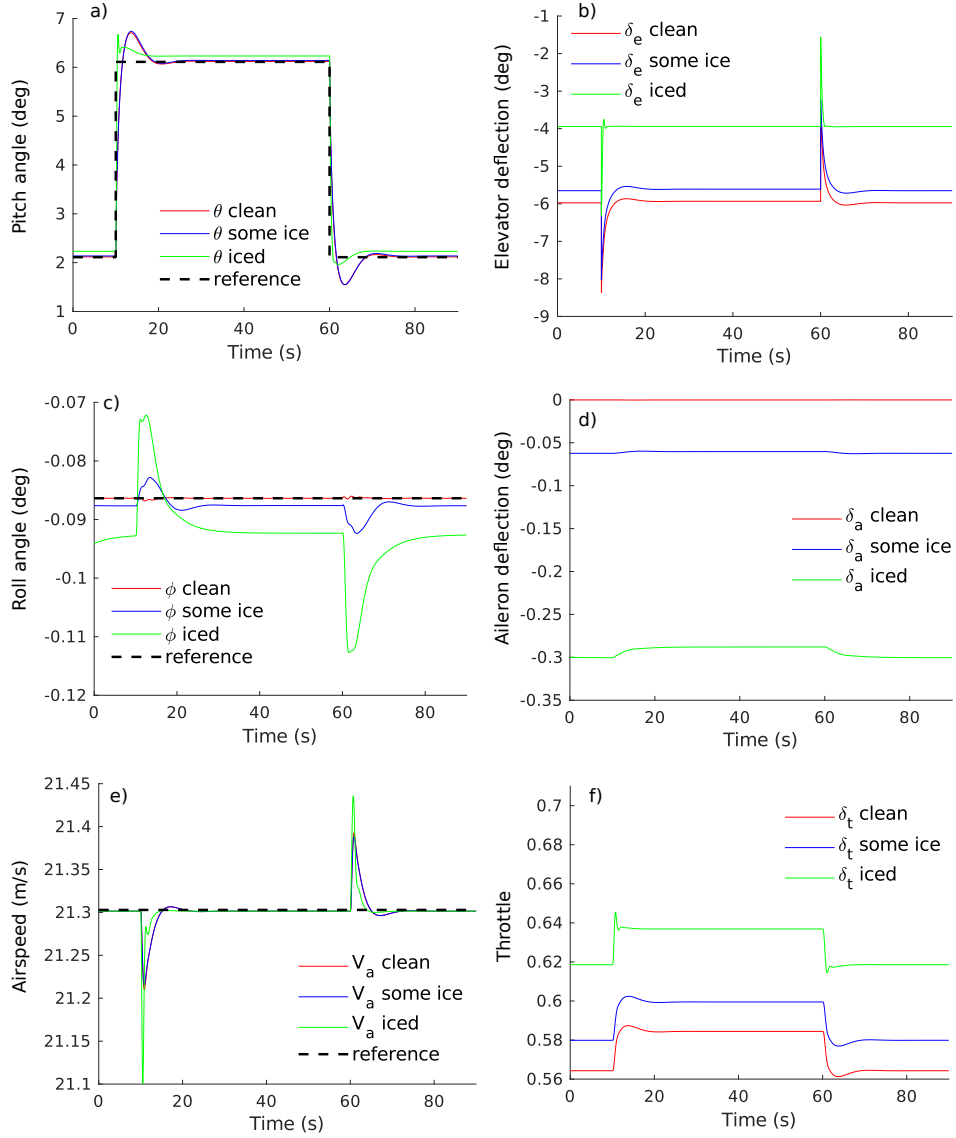 a)
Pitch angle (deg)
7
6
5
4
3
2
1
θ clean
θ some ice
θ iced
reference
0
20
40
60
80
Time (s)
b)
Elevator deflection (deg)
-1
-2
-3
-4
-5
-6
-7
-8
-9
δe clean
δe some ice
δe iced
0
20
40
60
80
Time (s)
c)
Roll angle (deg)
-0.07
-0.08
-0.09
-0.1
-0.11
-0.12
ϕ clean
ϕ some ice
ϕ iced
reference
0
20
40
60
80
Time (s)
d)
Aileron deflection (deg)
0
-0.05
-0.1
-0.15
-0.2
-0.25
-0.3
-0.35
δa clean
δa some ice
δa iced
0
20
40
60
80
Time (s)
e)
Airspeed (m/s)
21.45
21.4
21.35
21.3
21.25
21.2
21.15
21.1
Va clean
Va some ice
Va iced
reference
0
20
40
60
80
Time (s)
f)
Throttle
0.7
0.68
0.66
0.64
0.62
0.6
0.58
0.56
δt clean
δt some ice
δt iced
0
20
40
60
80
Time (s)